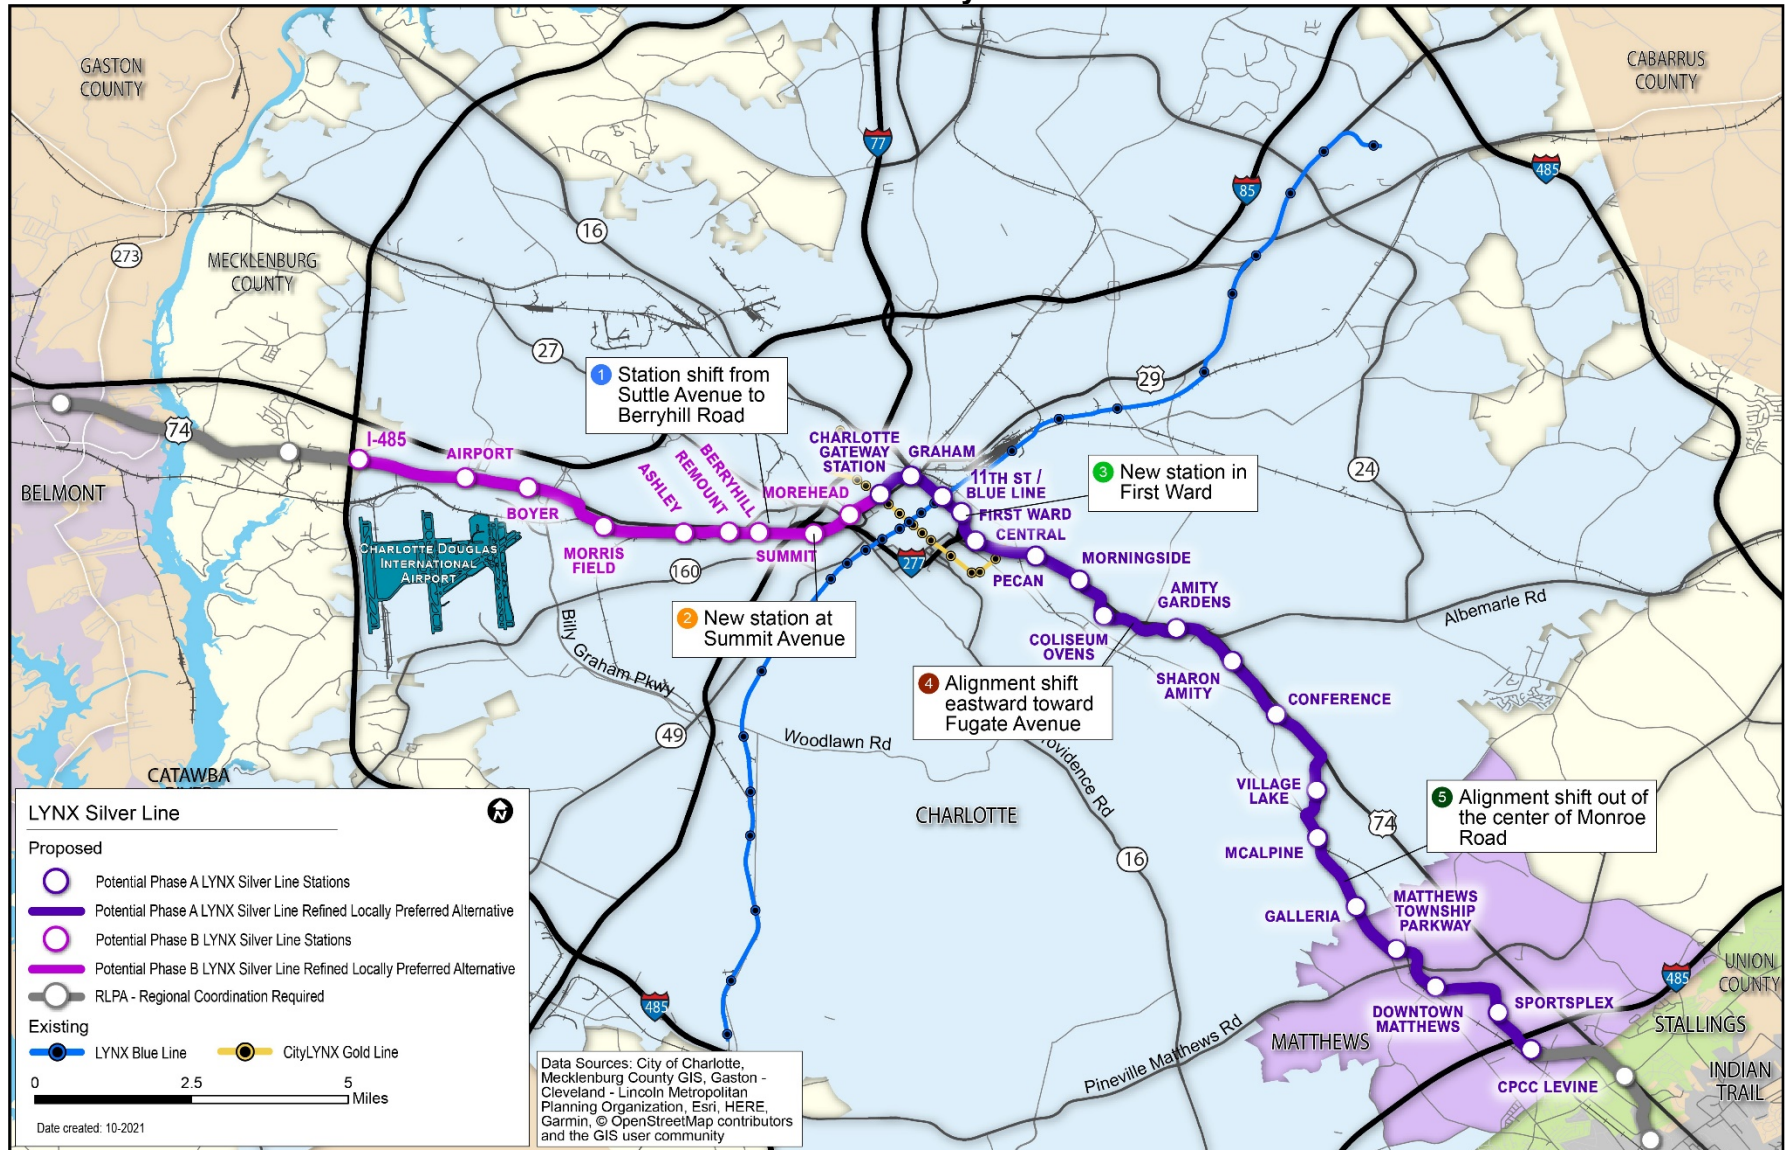 GASTON
COUNTY
CABARRUS
COUNTY
77
85
485
16
273
MECKLENBURG
COUNTY
27
1 Station shift from
Suttle Avenue to
Berryhill Road
29
74
I-485
AIRPORT
BOYER
MORRIS
FIELD
ASHLEY
REMOUNT
BERRYHILL
SUMMIT
MOREHEAD
CHARLOTTE
GATEWAY
STATION
GRAHAM
11TH ST /
BLUE LINE
FIRST WARD
CENTRAL
PECAN
MORNINGSIDE
COLISEUM
OVENS
AMITY
GARDENS
SHARON
AMITY
CONFERENCE
VILLAGE
LAKE
MCALPINE
GALLERIA
MATTHEWS
TOWNSHIP
PARKWAY
DOWNTOWN
MATTHEWS
SPORTSPLEX
CPCC LEVINE
3 New station in
First Ward
24
BELMONT
CHARLOTTE DOUGLAS
INTERNATIONAL
AIRPORT
160
277
2 New station at
Summit Avenue
Billy Graham Pkwy
Albemarle Rd
4 Alignment shift
eastward toward
Fugate Avenue
49
Woodlawn Rd
Providence Rd
CATAWBA
CHARLOTTE
74
5 Alignment shift out of
the center of Monroe
Road
16
485
485
UNION
COUNTY
STALLINGS
MATTHEWS
INDIAN
TRAIL
Pineville Matthews Rd
LYNX Silver Line
N
Proposed
Potential Phase A LYNX Silver Line Stations
Potential Phase A LYNX Silver Line Refined Locally Preferred Alternative
Potential Phase B LYNX Silver Line Stations
Potential Phase B LYNX Silver Line Refined Locally Preferred Alternative
RLPA - Regional Coordination Required
Existing
LYNX Blue Line
CityLYNX Gold Line
0 2.5 5
Miles
Date created: 10-2021
Data Sources: City of Charlotte,
Mecklenburg County GIS, Gaston -
Cleveland - Lincoln Metropolitan
Planning Organization, Esri, HERE,
Garmin, © OpenStreetMap contributors
and the GIS user community